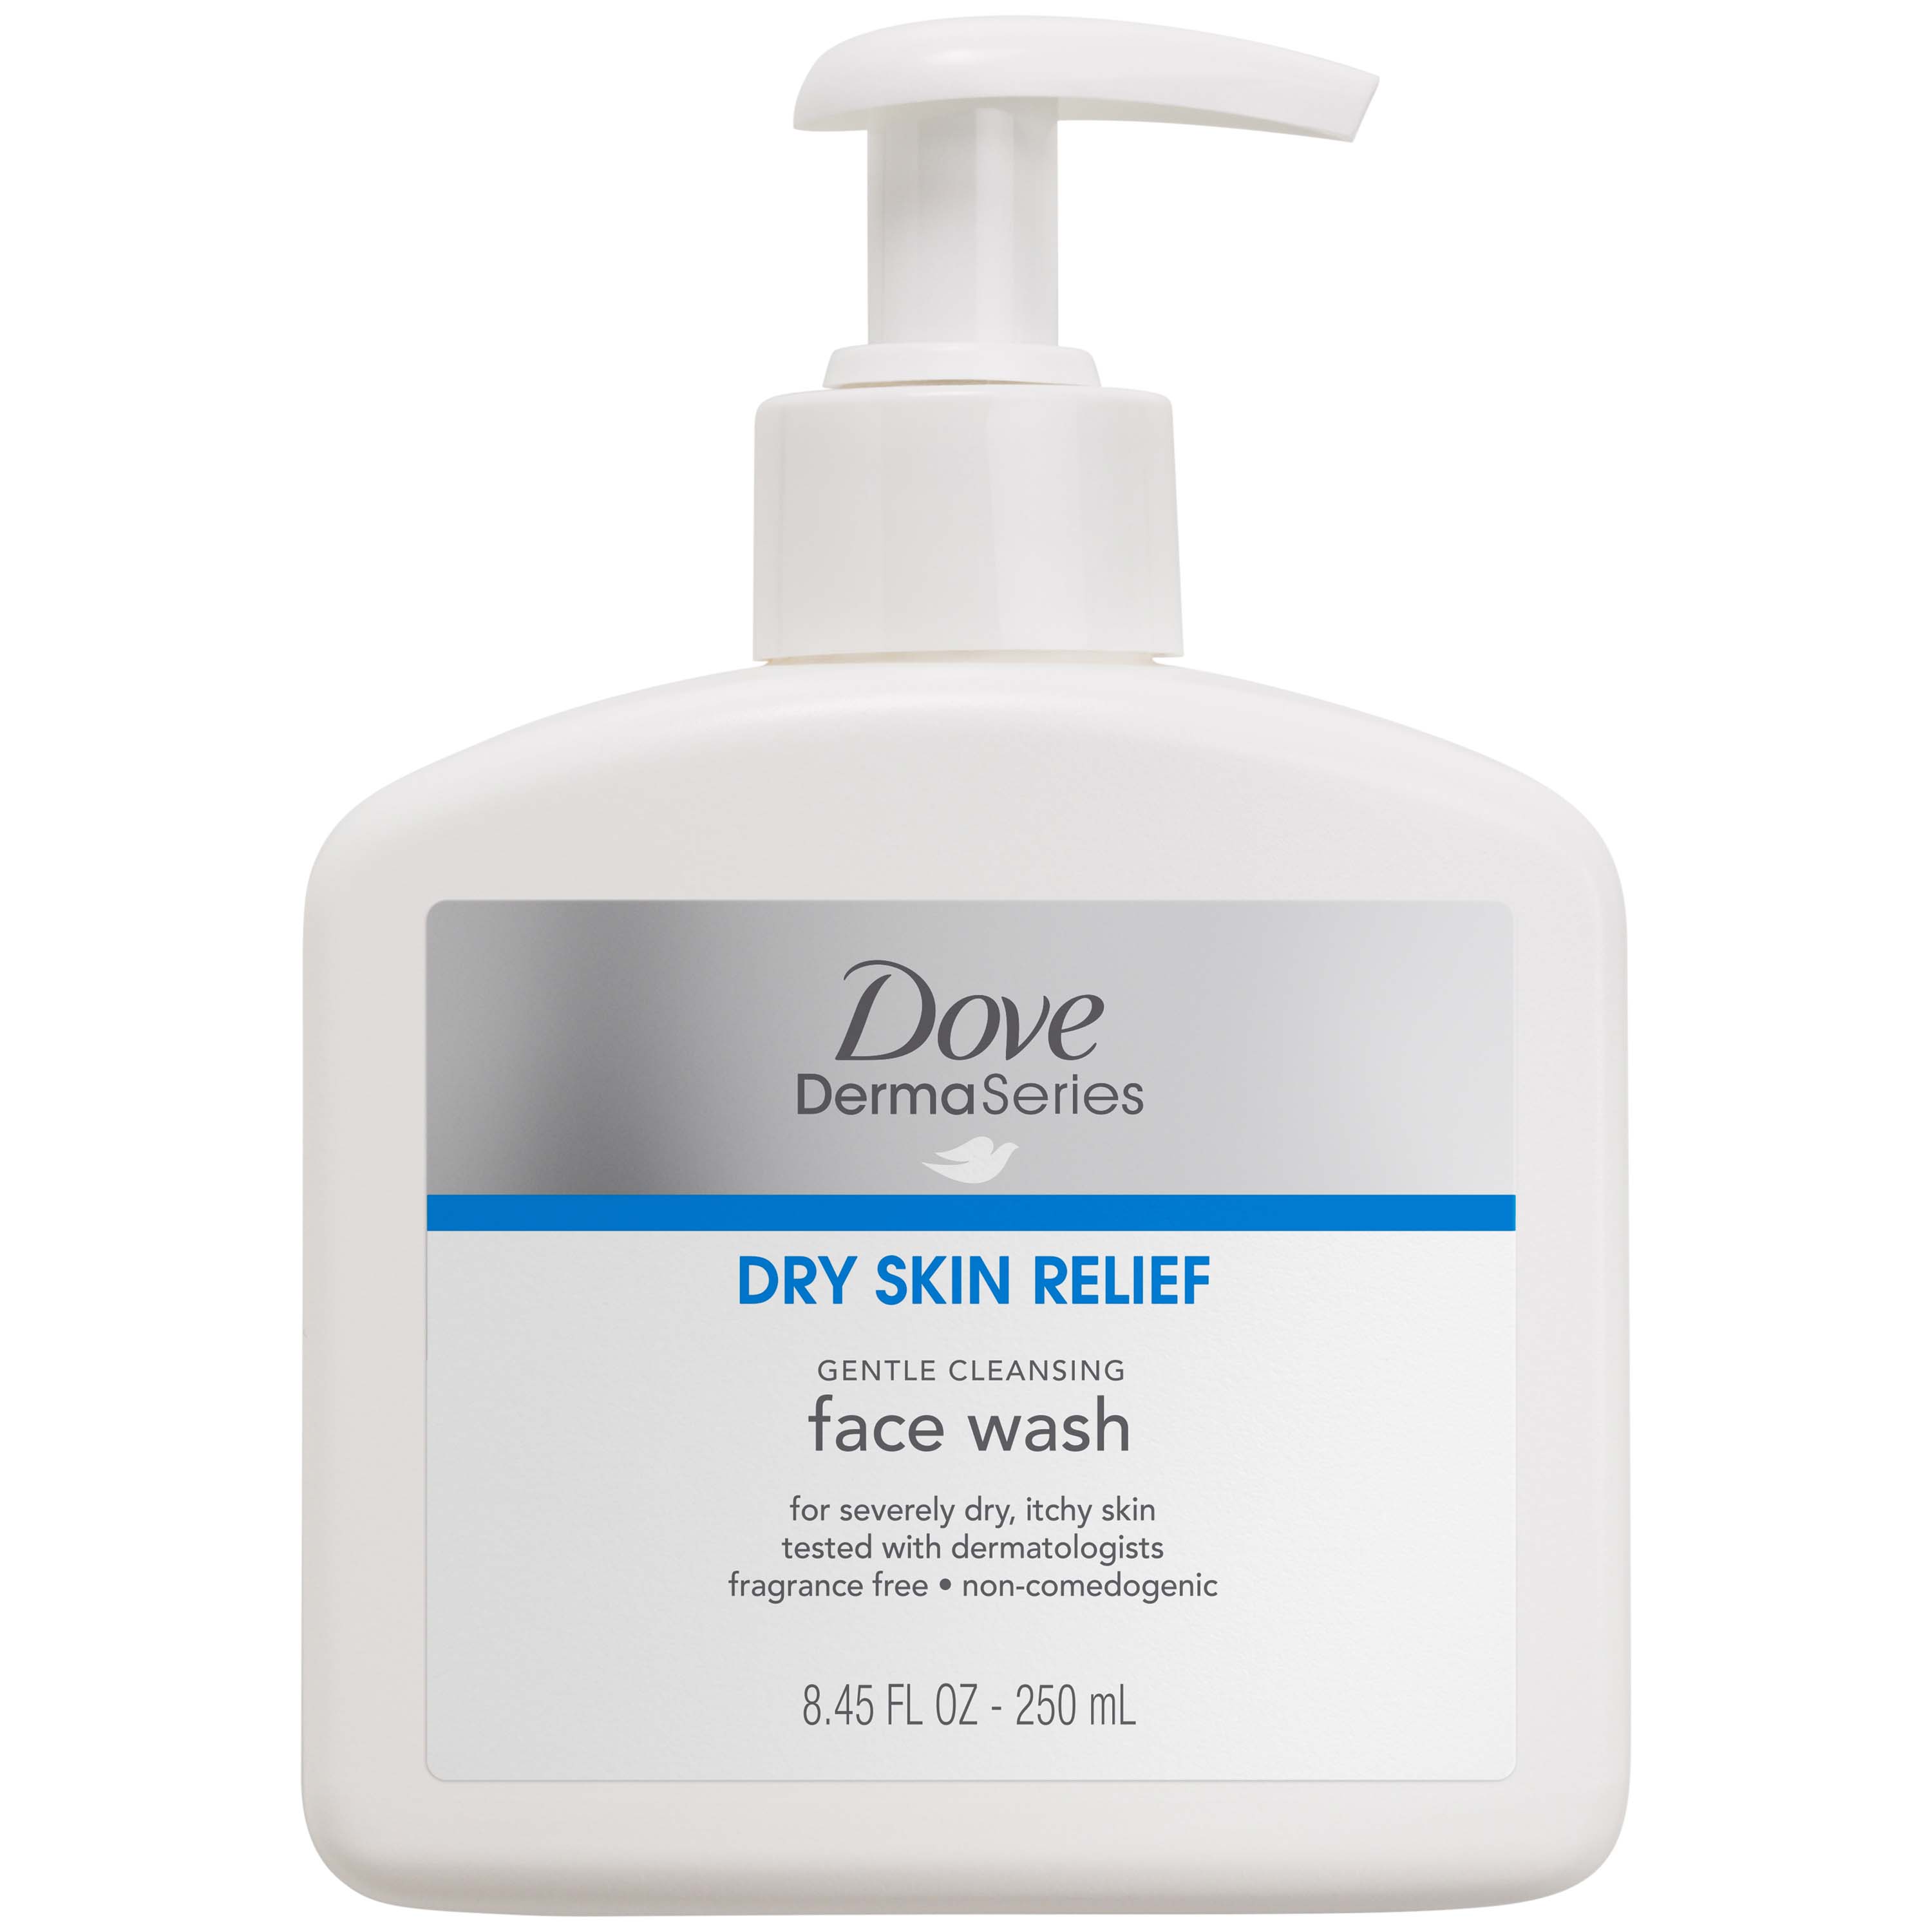 Dove
DermaSeries
DRY SKIN RELIEF
GENTLE CLEANSING
face wash
for severely dry, itchy skin
tested with dermatologists
fragrance free • non-comedogenic
8.45 FL OZ - 250 mL